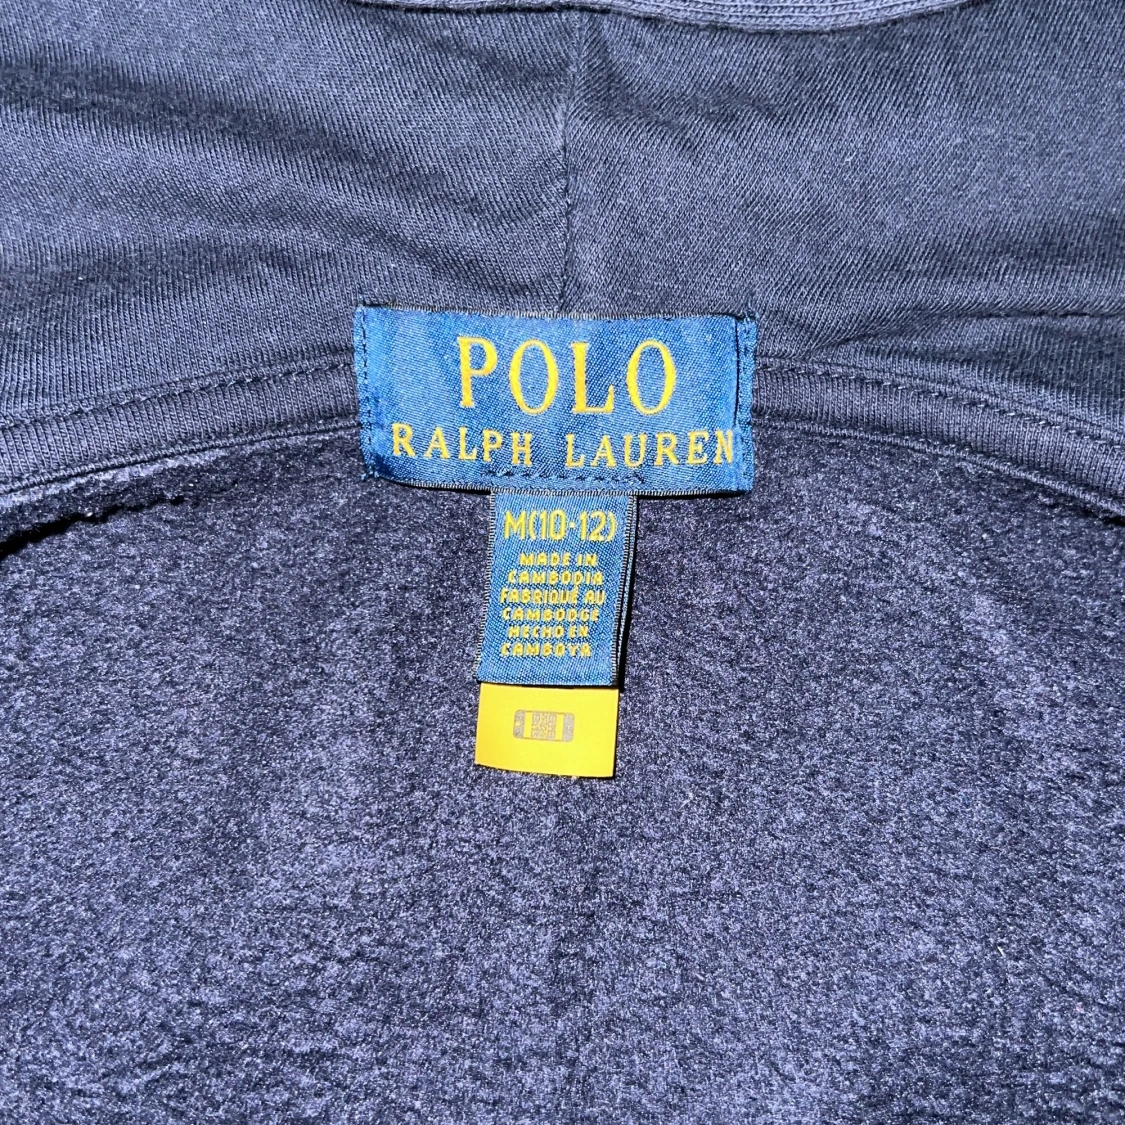 POLO
RALPH LAUREN
M(10-12)
MADE IN
CAMBODIA
FABRIQUÉ AU
CAMBODGE
HECHO EN
CAMBOYA